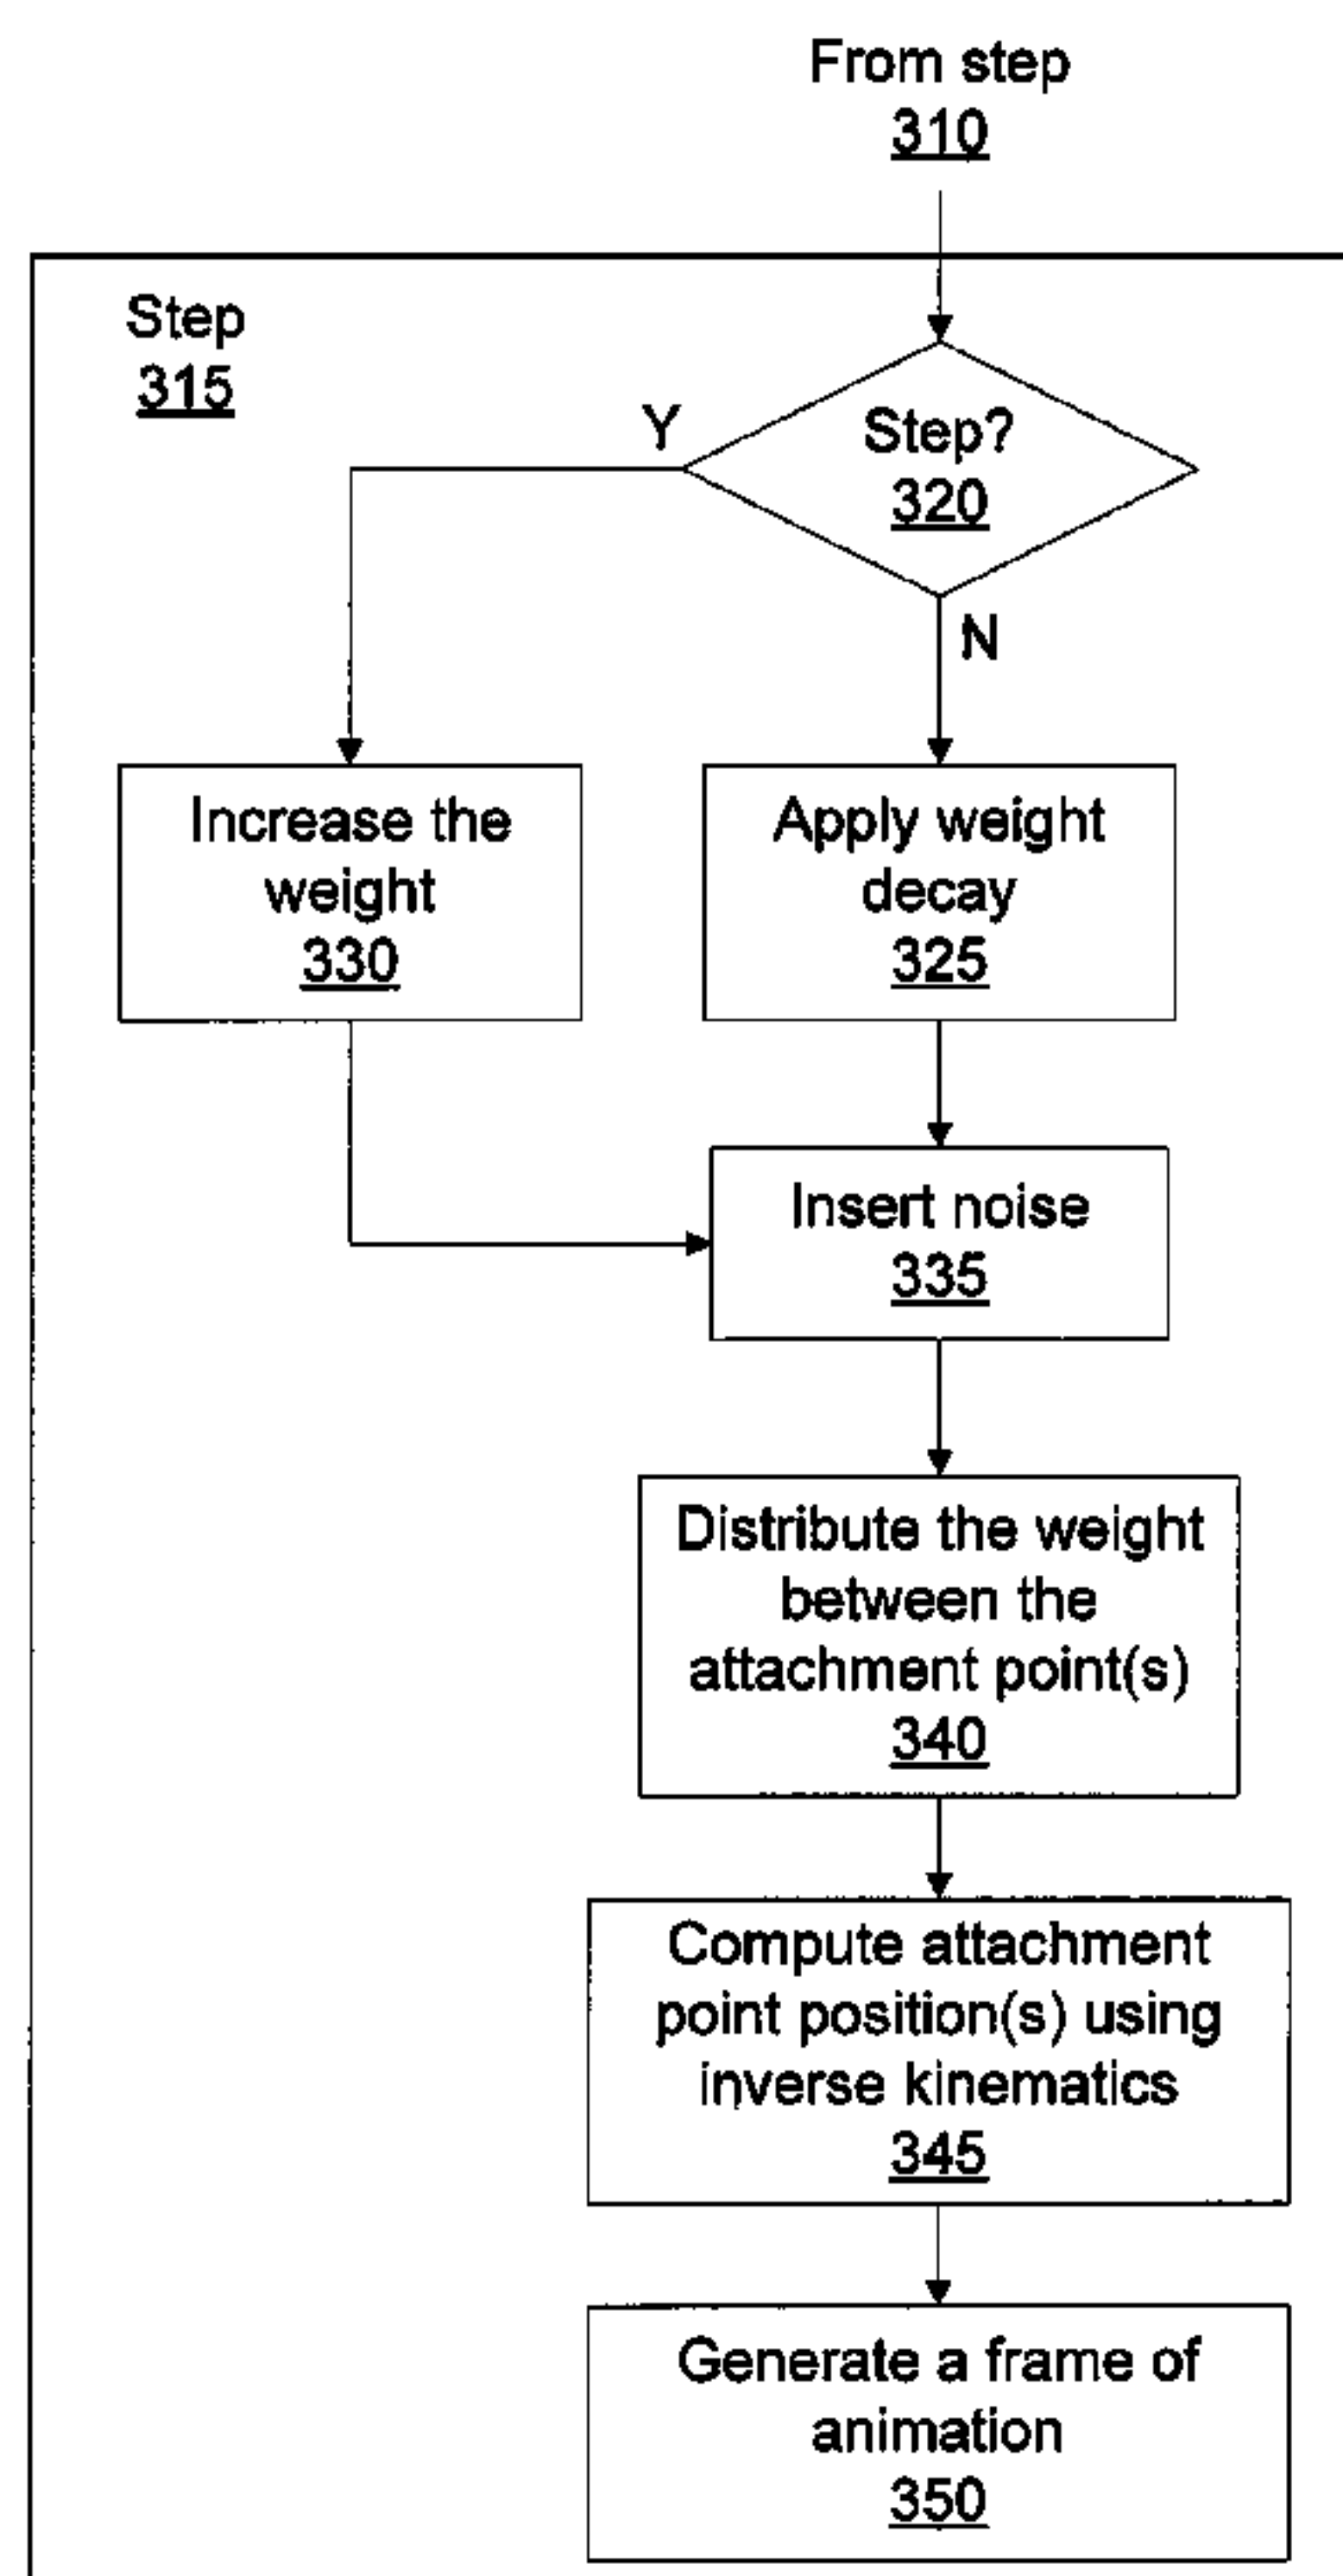 From step
310
Step
315
Y
Step?
320
N
Increase the
weight
330
Apply weight
decay
325
Insert noise
335
Distribute the weight
between the
attachment point(s)
340
Compute attachment
point position(s) using
inverse kinematics
345
Generate a frame of
animation
350